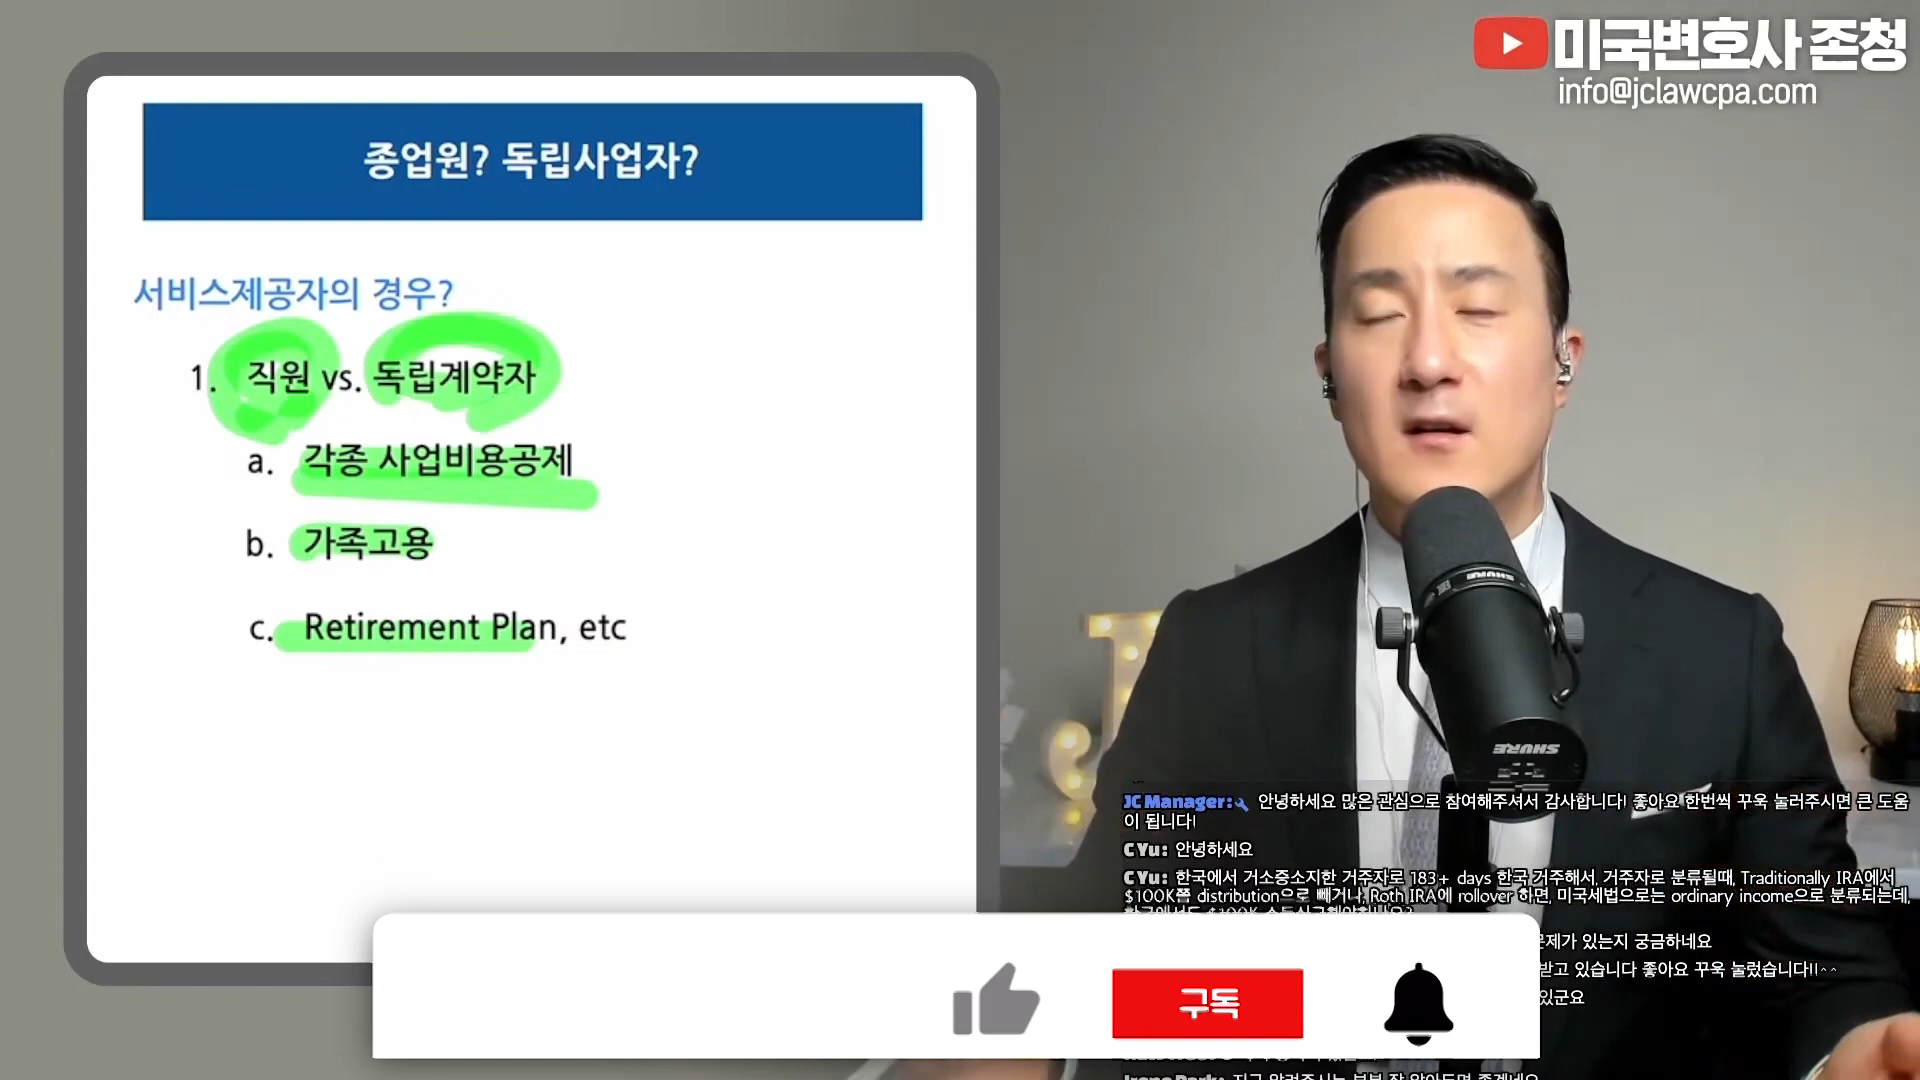 미국변호사 존청
info@jclawcpa.com
종업원? 독립사업자?
서비스제공자의 경우?
1. 직원 vs. 독립계약자
a. 각종 사업비용공제
b. 가족고용
c. Retirement Plan, etc
SHURE
SHURE
JC Manager: 안녕하세요 많은 관심으로 참여해주셔서 감사합니다! 좋아요 한번씩 꾸욱 눌러주시면 큰 도움
이 됩니다!
C Yu: 안녕하세요
C Yu: 한국에서 거소증소지한 거주자로 183+ days 한국 거주해서, 거주자로 분류될때, Traditionally IRA에서
$100K쯤 distribution으로 빼거나, Roth IRA에 rollover 하면, 미국세법으로는 ordinary income으로 분류되는데,
있는지 궁금하네요
받고 있습니다 좋아요 꾸욱 눌렀습니다!!^^
있군요
구독